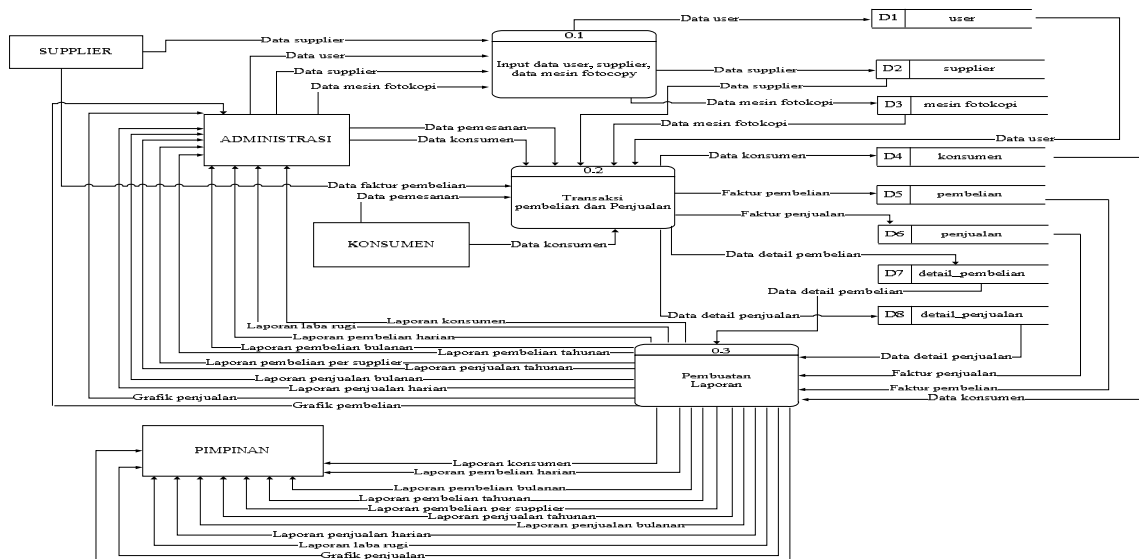 Data user
D1 user
SUPPLIER
Data supplier
0.1
Input data user, supplier,
data mesin fotocopy
Data user
Data supplier
Data mesin fotokopi
Data supplier
D2 supplier
Data supplier
Data mesin fotokopi
D3 mesin fotokopi
Data mesin fotokopi
ADMINISTRASI
Data pemesanan
Data konsumen
Data user
Data konsumen
D4 konsumen
0.2
Transaksi
pembelian dan Penjualan
Data faktur pembelian
Data pemesanan
Faktur pembelian
D5 pembelian
Faktur penjualan
D6 penjualan
KONSUMEN
Data konsumen
Data detail pembelian
D7 detail_pembelian
Data detail pembelian
Data detail penjualan
D8 detail_penjualan
Laporan konsumen
Laporan laba rugi
Laporan pembelian harian
Laporan pembelian bulanan
Laporan pembelian tahunan
Laporan pembelian per supplier
Laporan penjualan tahunan
Laporan penjualan bulanan
Laporan penjualan harian
Grafik penjualan
Grafik pembelian
0.3
Pembuatan
Laporan
Data detail penjualan
Faktur penjualan
Faktur pembelian
Data konsumen
PIMPINAN
Laporan konsumen
Laporan pembelian harian
Laporan pembelian bulanan
Laporan pembelian tahunan
Laporan pembelian per supplier
Laporan penjualan tahunan
Laporan penjualan bulanan
Laporan penjualan harian
Laporan laba rugi
Grafik penjualan